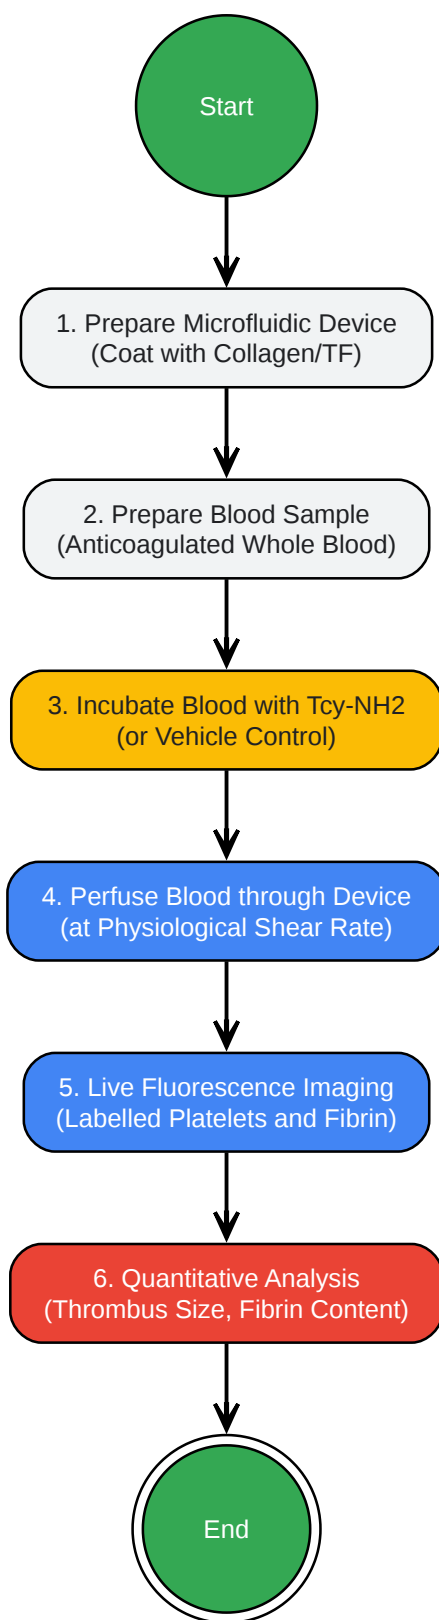 Start
1. Prepare Microfluidic Device
(Coat with Collagen/TF)
2. Prepare Blood Sample
(Anticoagulated Whole Blood)
3. Incubate Blood with Tcy-NH2
(or Vehicle Control)
4. Perfuse Blood through Device
(at Physiological Shear Rate)
5. Live Fluorescence Imaging
(Labelled Platelets and Fibrin)
6. Quantitative Analysis
(Thrombus Size, Fibrin Content)
End